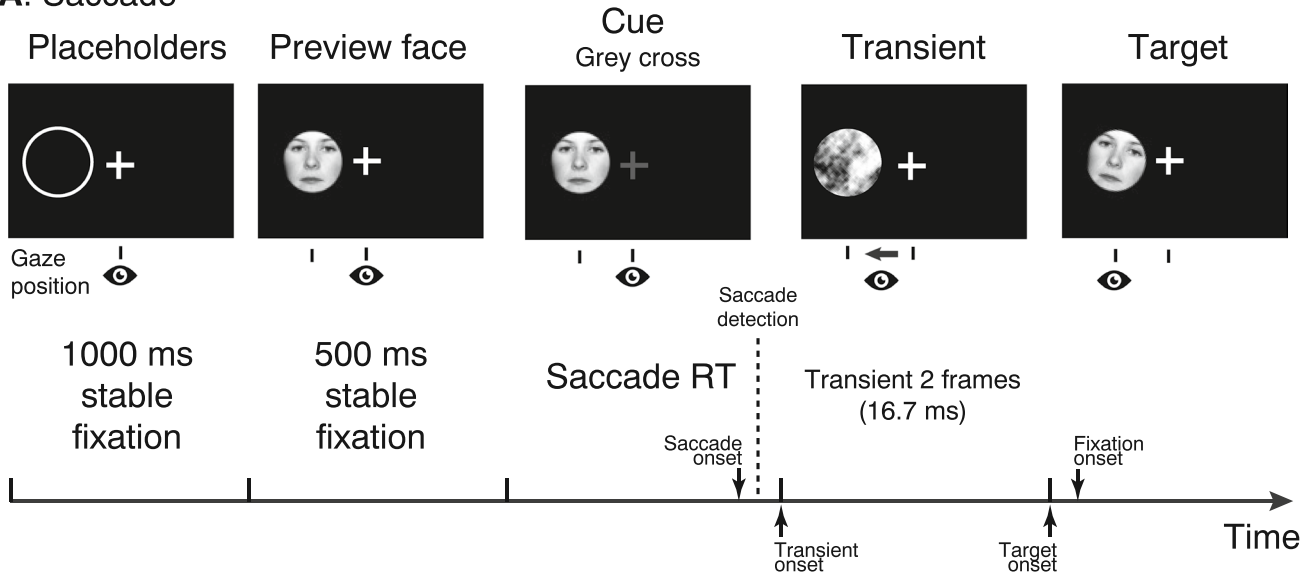 A. Saccade
Placeholders
Preview face
Cue
Grey cross
Transient
Target
Gaze
position
Saccade
detection
1000 ms
stable
fixation
500 ms
stable
fixation
Saccade RT
Transient 2 frames
(16.7 ms)
Saccade
onset
Fixation
onset
Transient
onset
Target
onset
Time